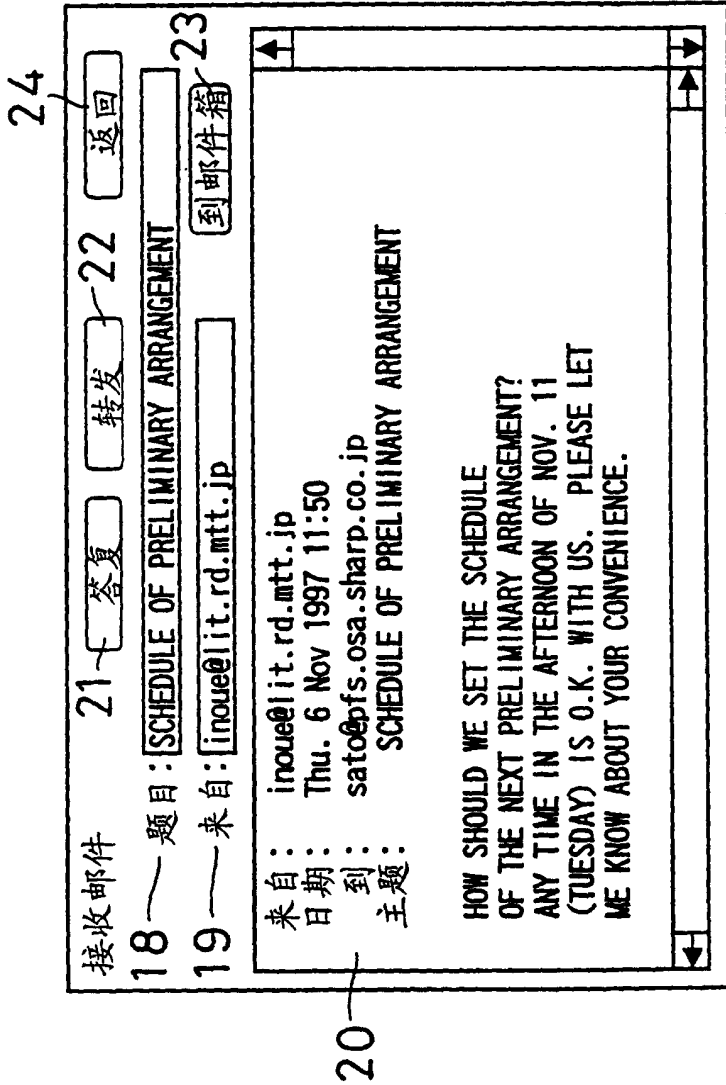 24
接收邮件 21 答复 转发 22 返回
18 题目: SCHEDULE OF PRELIMINARY ARRANGEMENT
19 来自: inoue@lit.rd.mtt.jp 到邮件箱 23
20
来自: inoue@lit.rd.mtt.jp
日期: Thu. 6 Nov 1997 11:50
到: sato@pfs.osa.sharp.co.jp
主题: SCHEDULE OF PRELIMINARY ARRANGEMENT
HOW SHOULD WE SET THE SCHEDULE
OF THE NEXT PRELIMINARY ARRANGEMENT?
ANY TIME IN THE AFTERNOON OF NOV. 11
(TUESDAY) IS O.K. WITH US. PLEASE LET
ME KNOW ABOUT YOUR CONVENIENCE.